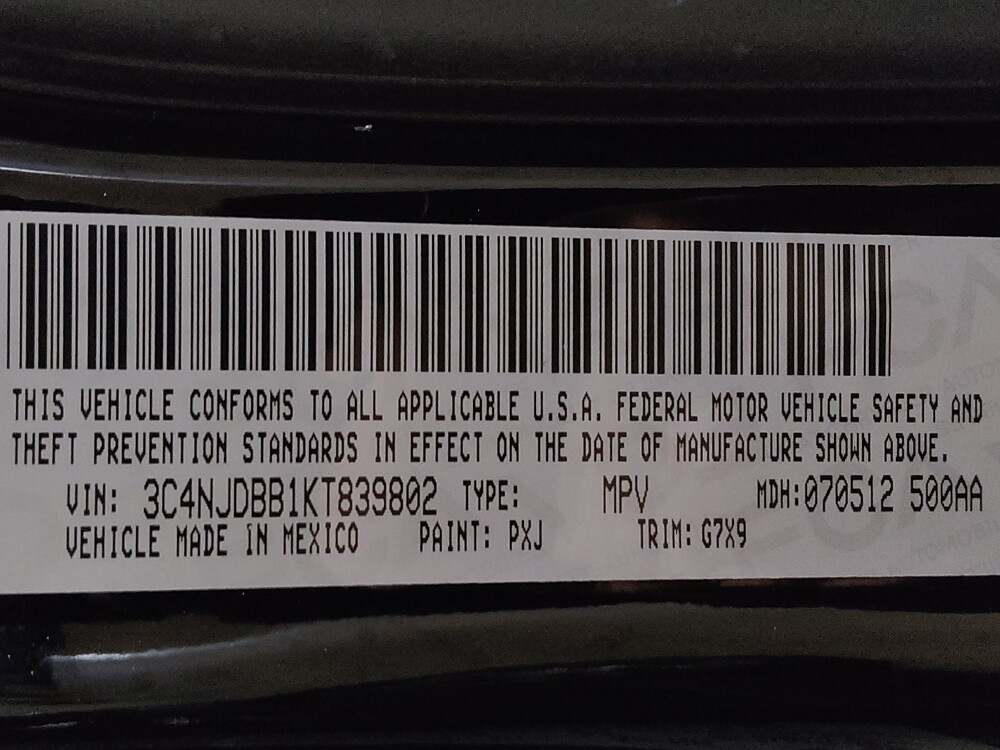 THIS VEHICLE CONFORMS TO ALL APPLICABLE U.S.A. FEDERAL MOTOR VEHICLE SAFETY AND
THEFT PREVENTION STANDARDS IN EFFECT ON THE DATE OF MANUFACTURE SHOWN ABOVE.
VIN: 3C4NJDBB1KT839802 TYPE: MPV MDH:070512 500AA
VEHICLE MADE IN MEXICO PAINT: PXJ TRIM: G7X9